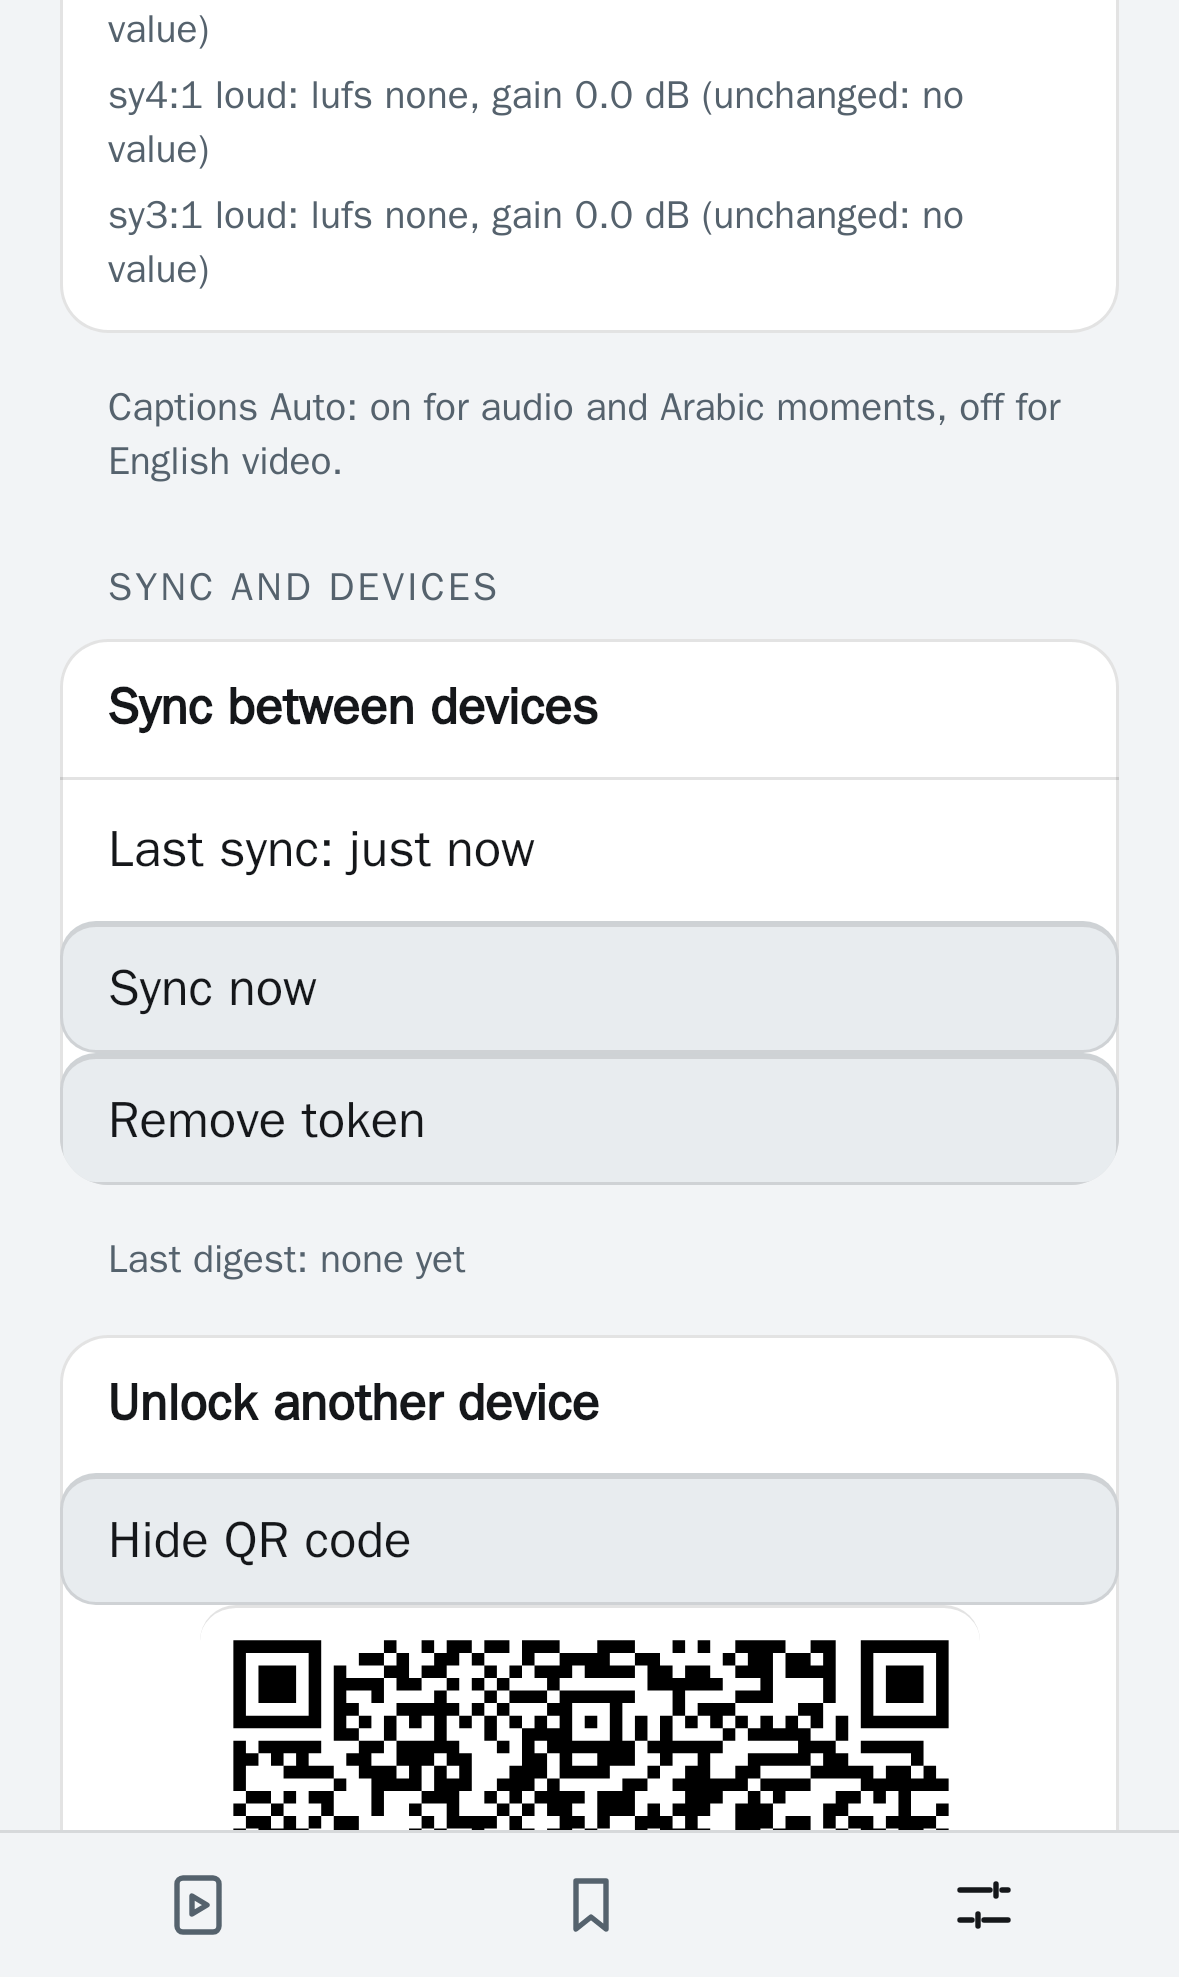 value)
sy4:1 loud: lufs none, gain 0.0 dB (unchanged: no
value)
sy3:1 loud: lufs none, gain 0.0 dB (unchanged: no
value)
Captions Auto: on for audio and Arabic moments, off for
English video.
SYNC AND DEVICES
Sync between devices
Last sync: just now
Sync now
Remove token
Last digest: none yet
Unlock another device
Hide QR code